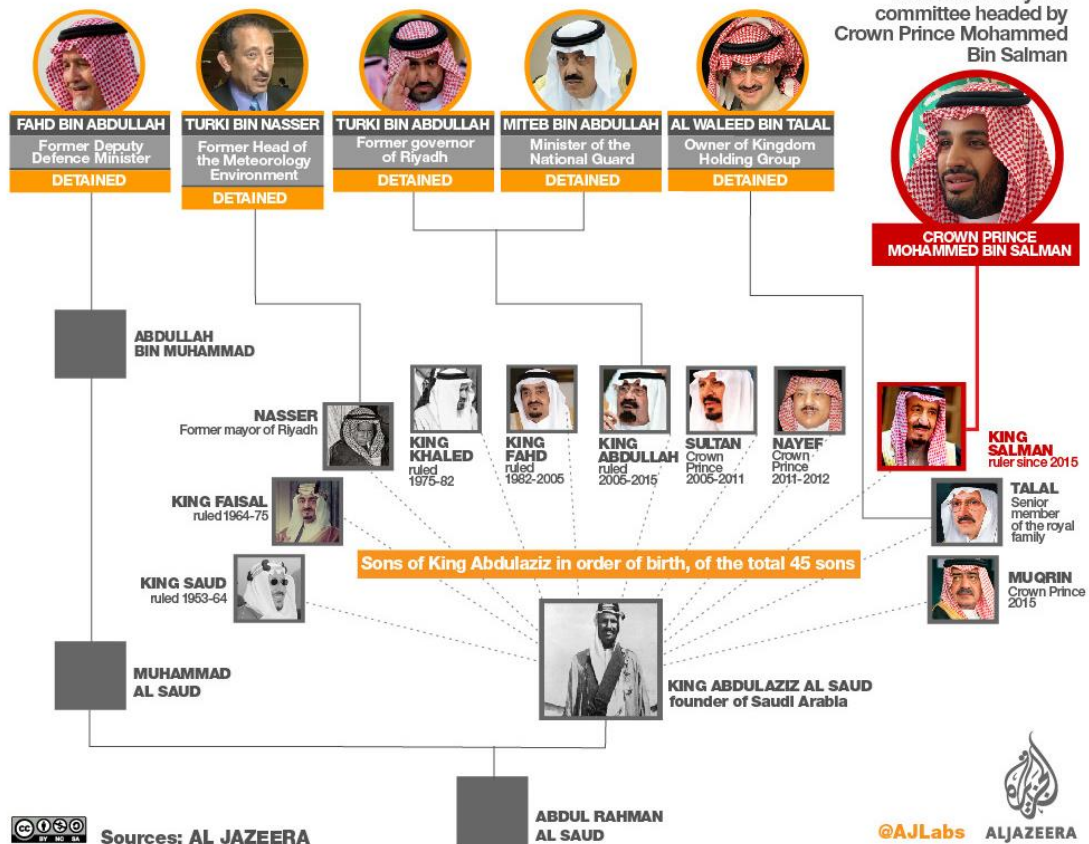 committee headed by
Crown Prince Mohammed
Bin Salman
FAHD BIN ABDULLAH
Former Deputy
Defence Minister
DETAINED
TURKI BIN NASSER
Former Head of
the Meteorology
Environment
DETAINED
TURKI BIN ABDULLAH
Former governor
of Riyadh
DETAINED
MITEB BIN ABDULLAH
Minister of the
National Guard
DETAINED
AL WALEED BIN TALAL
Owner of Kingdom
Holding Group
DETAINED
CROWN PRINCE
MOHAMMED BIN SALMAN
ABDULLAH
BIN MUHAMMAD
NASSER
Former mayor of Riyadh
KING
KHALED
ruled
1975-82
KING
FAHD
ruled
1982-2005
KING
ABDULLAH
ruled
2005-2015
SULTAN
Crown
Prince
2005-2011
NAYEF
Crown
Prince
2011-2012
KING
SALMAN
ruler since 2015
KING FAISAL
ruled 1964-75
TALAL
Senior
member
of the royal
family
Sons of King Abdulaziz in order of birth, of the total 45 sons
KING SAUD
ruled 1953-64
MUQRIN
Crown Prince
2015
MUHAMMAD
AL SAUD
KING ABDULAZIZ AL SAUD
founder of Saudi Arabia
ABDUL RAHMAN
AL SAUD
cc BY NC SA
Sources: AL JAZEERA
@AJLabs
ALJAZEERA